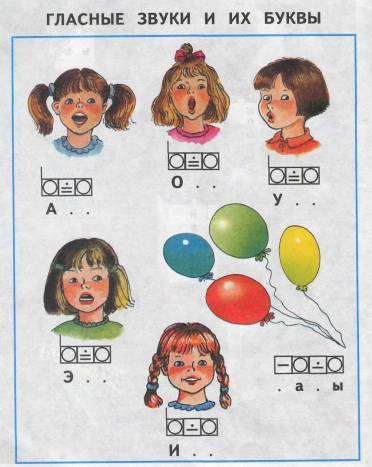 ГЛАСНЫЕ ЗВУКИ И ИХ БУКВЫ
А . .
О . .
У . .
Э . .
. а . ы
И . .